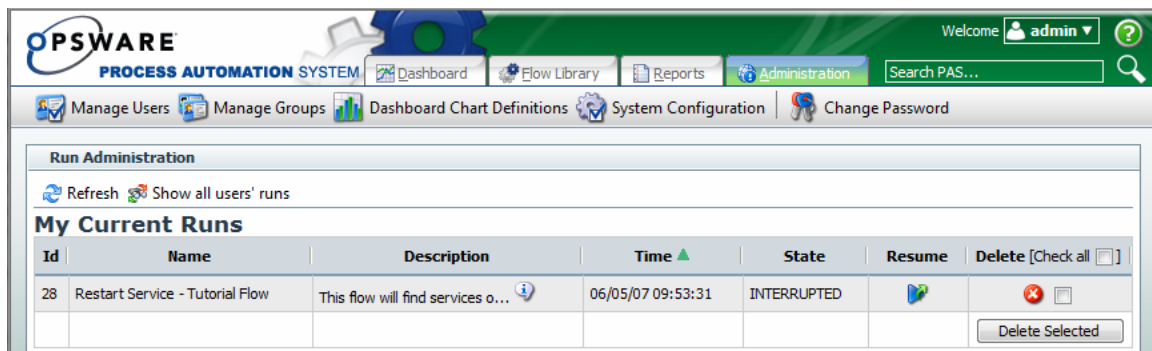 OPSWARE
PROCESS AUTOMATION SYSTEM
Welcome admin
Dashboard Flow Library Reports Administration Search PAS...
Manage Users Manage Groups Dashboard Chart Definitions System Configuration Change Password
Run Administration
Refresh Show all users' runs
My Current Runs
Id Name Description Time State Resume Delete [Check all ]
28 Restart Service - Tutorial Flow This flow will find services o... 06/05/07 09:53:31 INTERRUPTED
Delete Selected